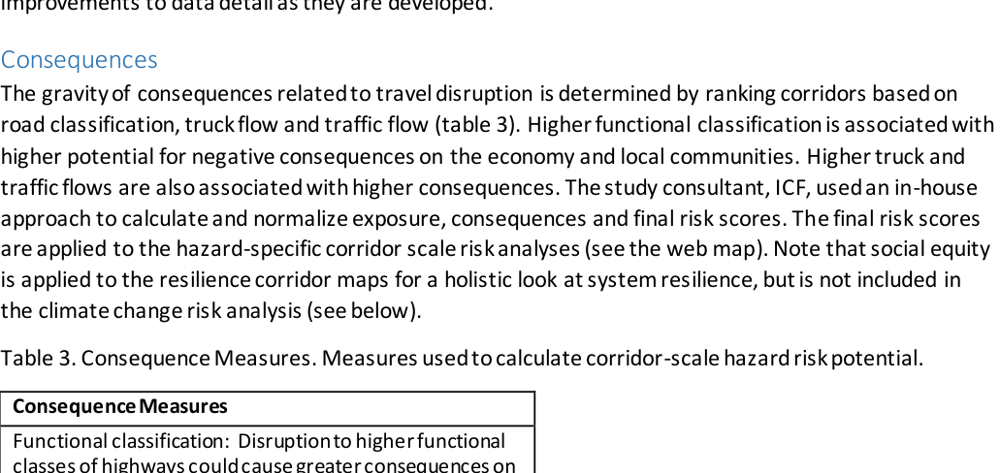 improvements to data detail as they are developed.
Consequences
The gravity of consequences related to travel disruption is determined by ranking corridors based on
road classification, truck flow and traffic flow (table 3). Higher functional classification is associated with
higher potential for negative consequences on the economy and local communities. Higher truck and
traffic flows are also associated with higher consequences. The study consultant, ICF, used an in-house
approach to calculate and normalize exposure, consequences and final risk scores. The final risk scores
are applied to the hazard-specific corridor scale risk analyses (see the web map). Note that social equity
is applied to the resilience corridor maps for a holistic look at system resilience, but is not included in
the climate change risk analysis (see below).
Table 3. Consequence Measures. Measures used to calculate corridor-scale hazard risk potential.
Consequence Measures
Functional classification: Disruption to higher functional
classes of highways could cause greater consequences on